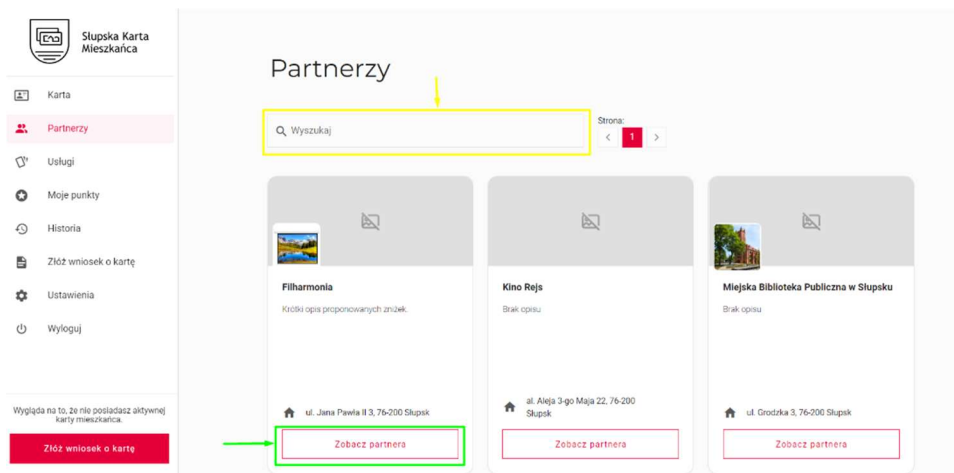 Słupska Karta
Mieszkańca
Karta
Partnerzy
Usługi
Moje punkty
Historia
Złóż wniosek o kartę
Ustawienia
Wyloguj
Wygląda na to, że nie posiadasz aktywnej
karty mieszkańca.
Złóż wniosek o kartę
Partnerzy
Wyszukaj
Strona:
< 1 >
Filharmonia
Krótki opis proponowanych zniżek.
ul. Jana Pawła II 3, 76-200 Słupsk
Zobacz partnera
Kino Rejs
Brak opisu
al. Aleja 3-go Maja 22, 76-200
Słupsk
Zobacz partnera
Miejska Biblioteka Publiczna w Słupsku
Brak opisu
ul. Grodzka 3, 76-200 Słupsk
Zobacz partnera